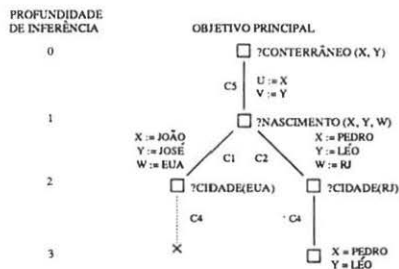 PROFUNDIDADE
DE INFERÊNCIA
OBJETIVO PRINCIPAL
0
?CONTERRÂNEO (X, Y)
C5
U := X
V := Y
1
?NASCIMENTO (X, Y, W)
X := JOÃO
Y := JOSÉ
W := EUA
C1
C2
X := PEDRO
Y := LÉO
W := RJ
2
?CIDADE(EUA)
?CIDADE(RJ)
C4
C4
3
X = PEDRO
Y = LÉO